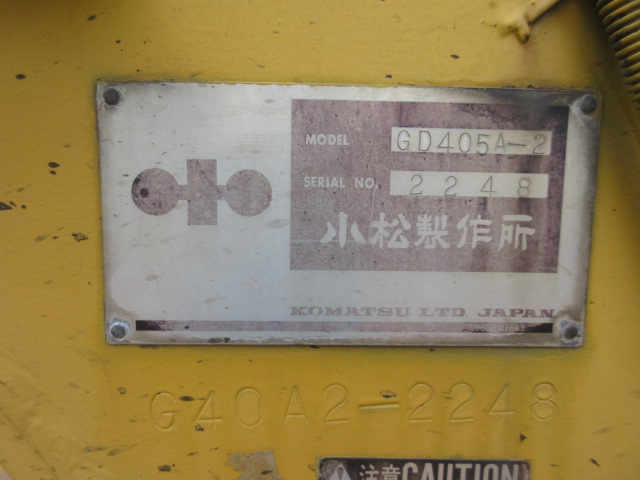 MODEL GD405A-2
SERIAL NO. 2248
小松製作所
KOMATSU LTD. JAPAN
G40A2-2248
注意CAUTION